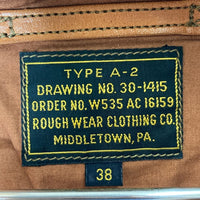 TYPE A-2
DRAWING NO. 30-1415
ORDER NO. W535 AC 16159
ROUGH WEAR CLOTHING CO.
MIDDLETOWN, PA.
38